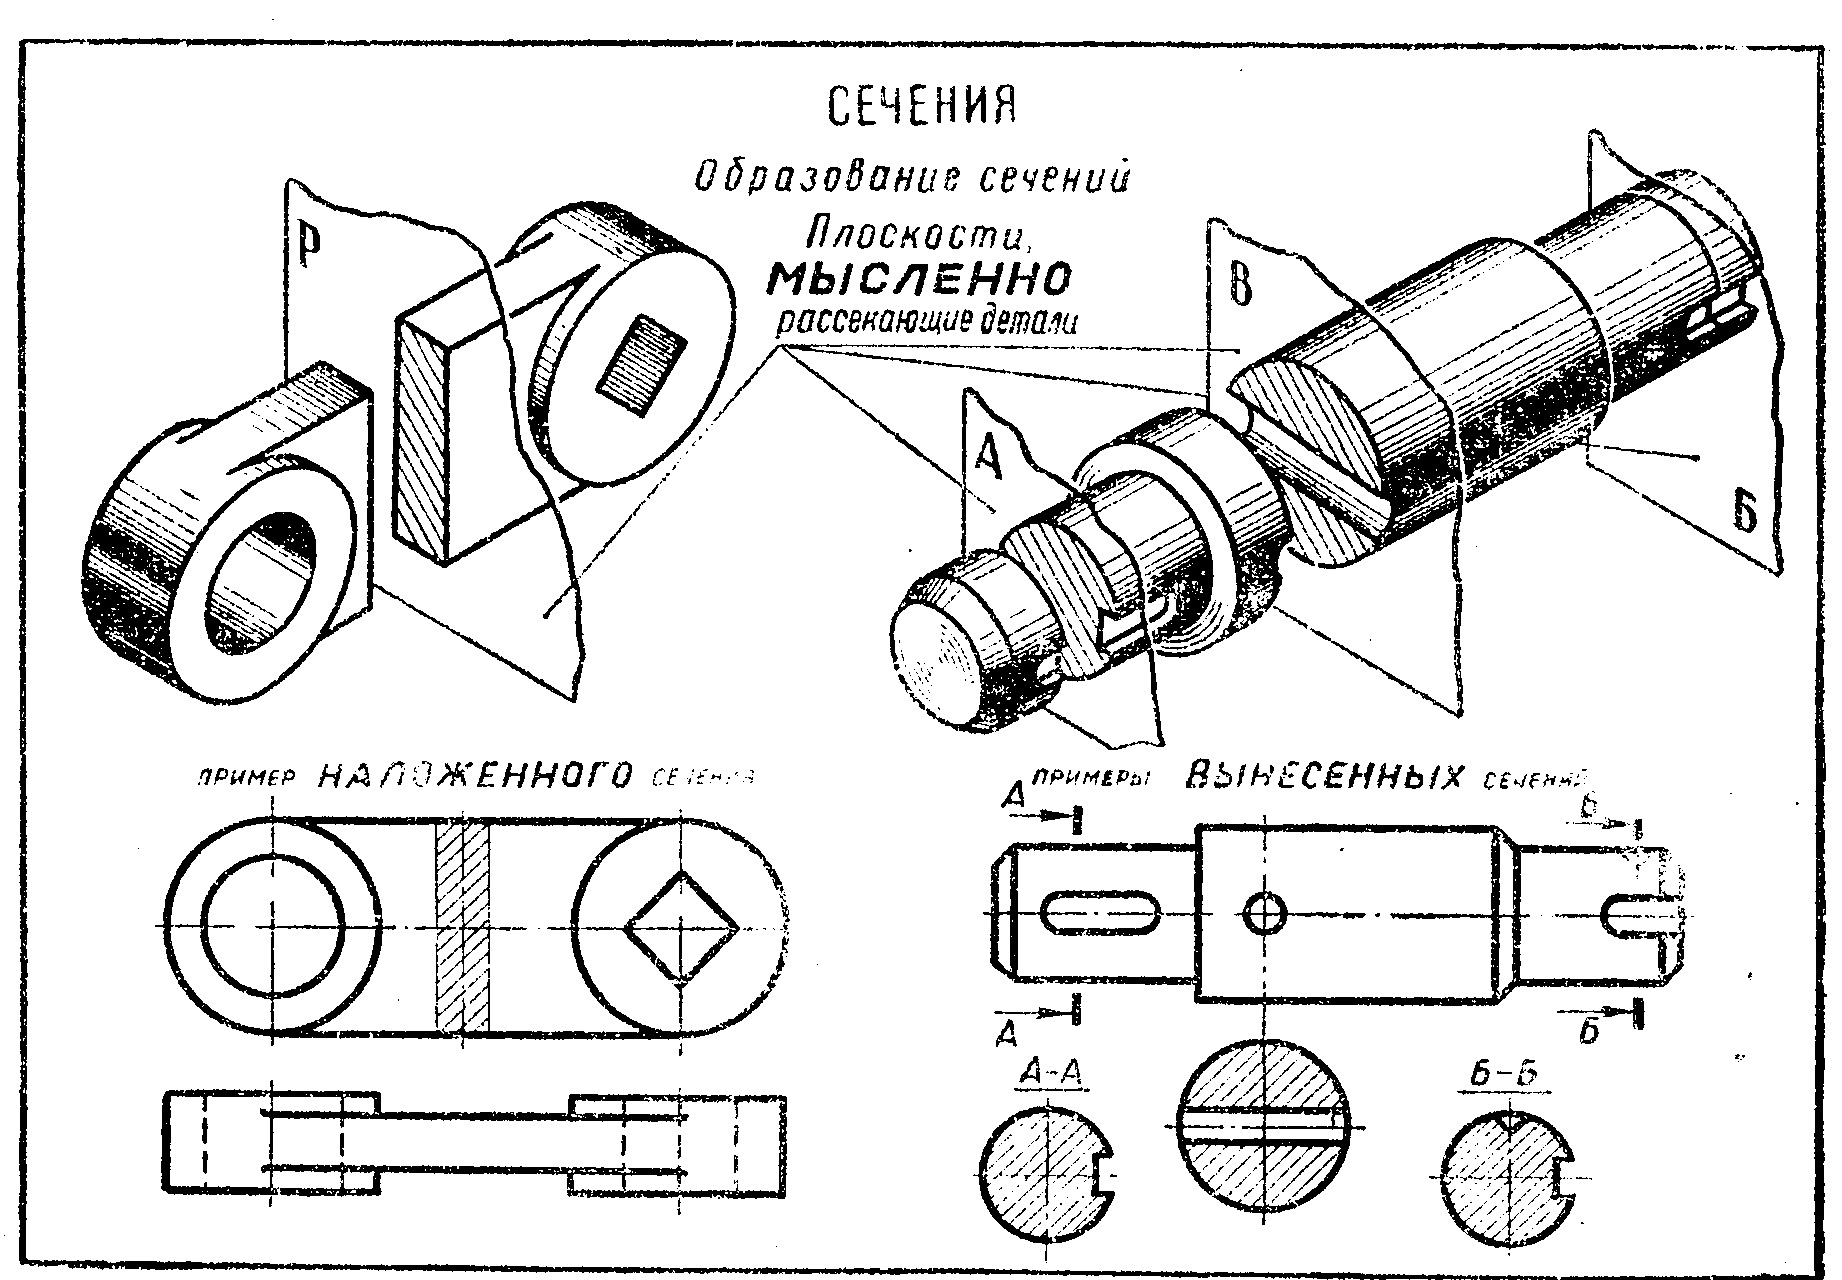 СЕЧЕНИЯ
Образование сечений
Плоскости,
МЫСЛЕННО
рассекающие детали
Р
В
А
Б
ПРИМЕР НАЛОЖЕННОГО СЕЧЕНИЯ
ПРИМЕРЫ ВЫНЕСЕННЫХ СЕЧЕНИЙ
А
Б
А
Б
А-А
Б-Б